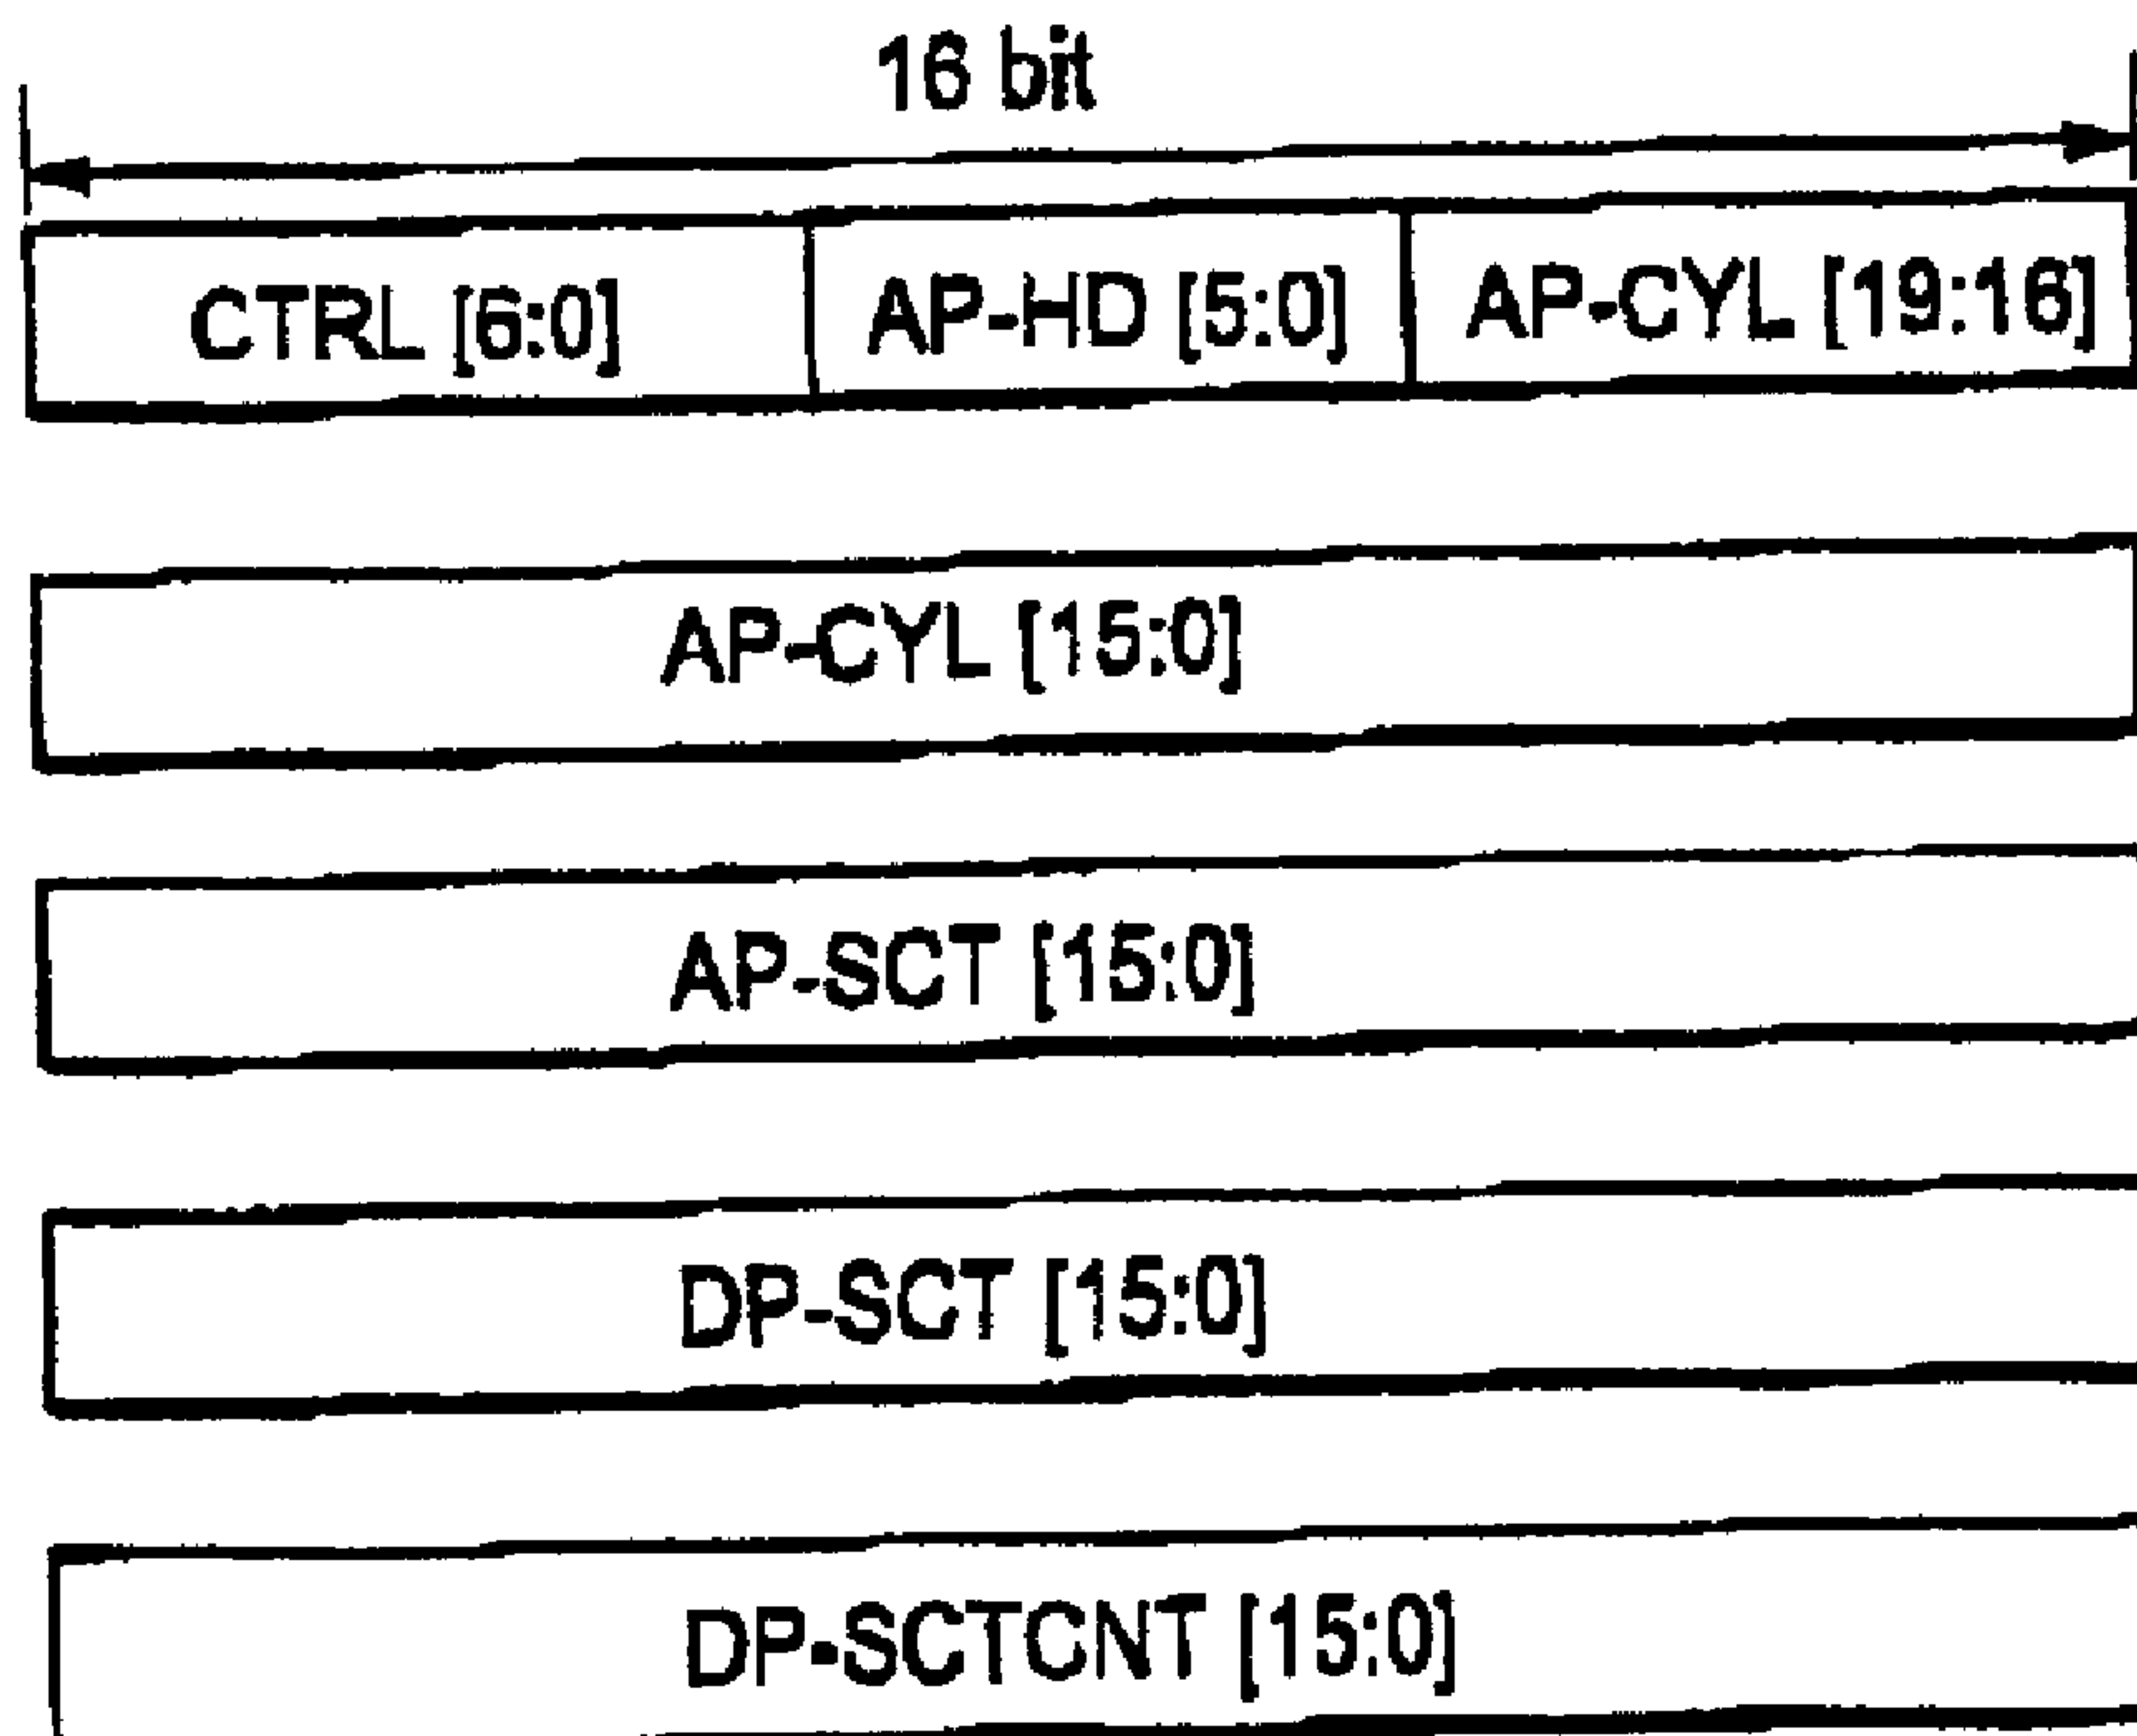 16 bit
CTRL [6:0] AP-HD [5:0] AP-CYL [19:16]
AP-CYL [15:0]
AP-SCT [15:0]
DP-SCT [15:0]
DP-SCTCNT [15:0]